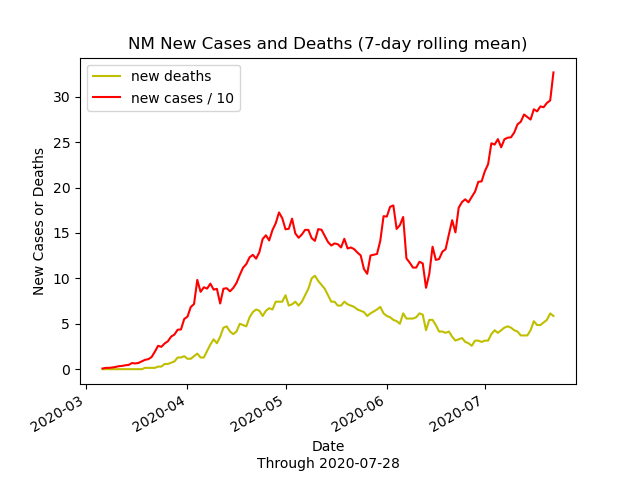 NM New Cases and Deaths (7-day rolling mean)
new deaths
new cases / 10
New Cases or Deaths
30
25
20
15
10
5
0
2020-03
2020-04
2020-05
2020-06
2020-07
Date
Through 2020-07-28